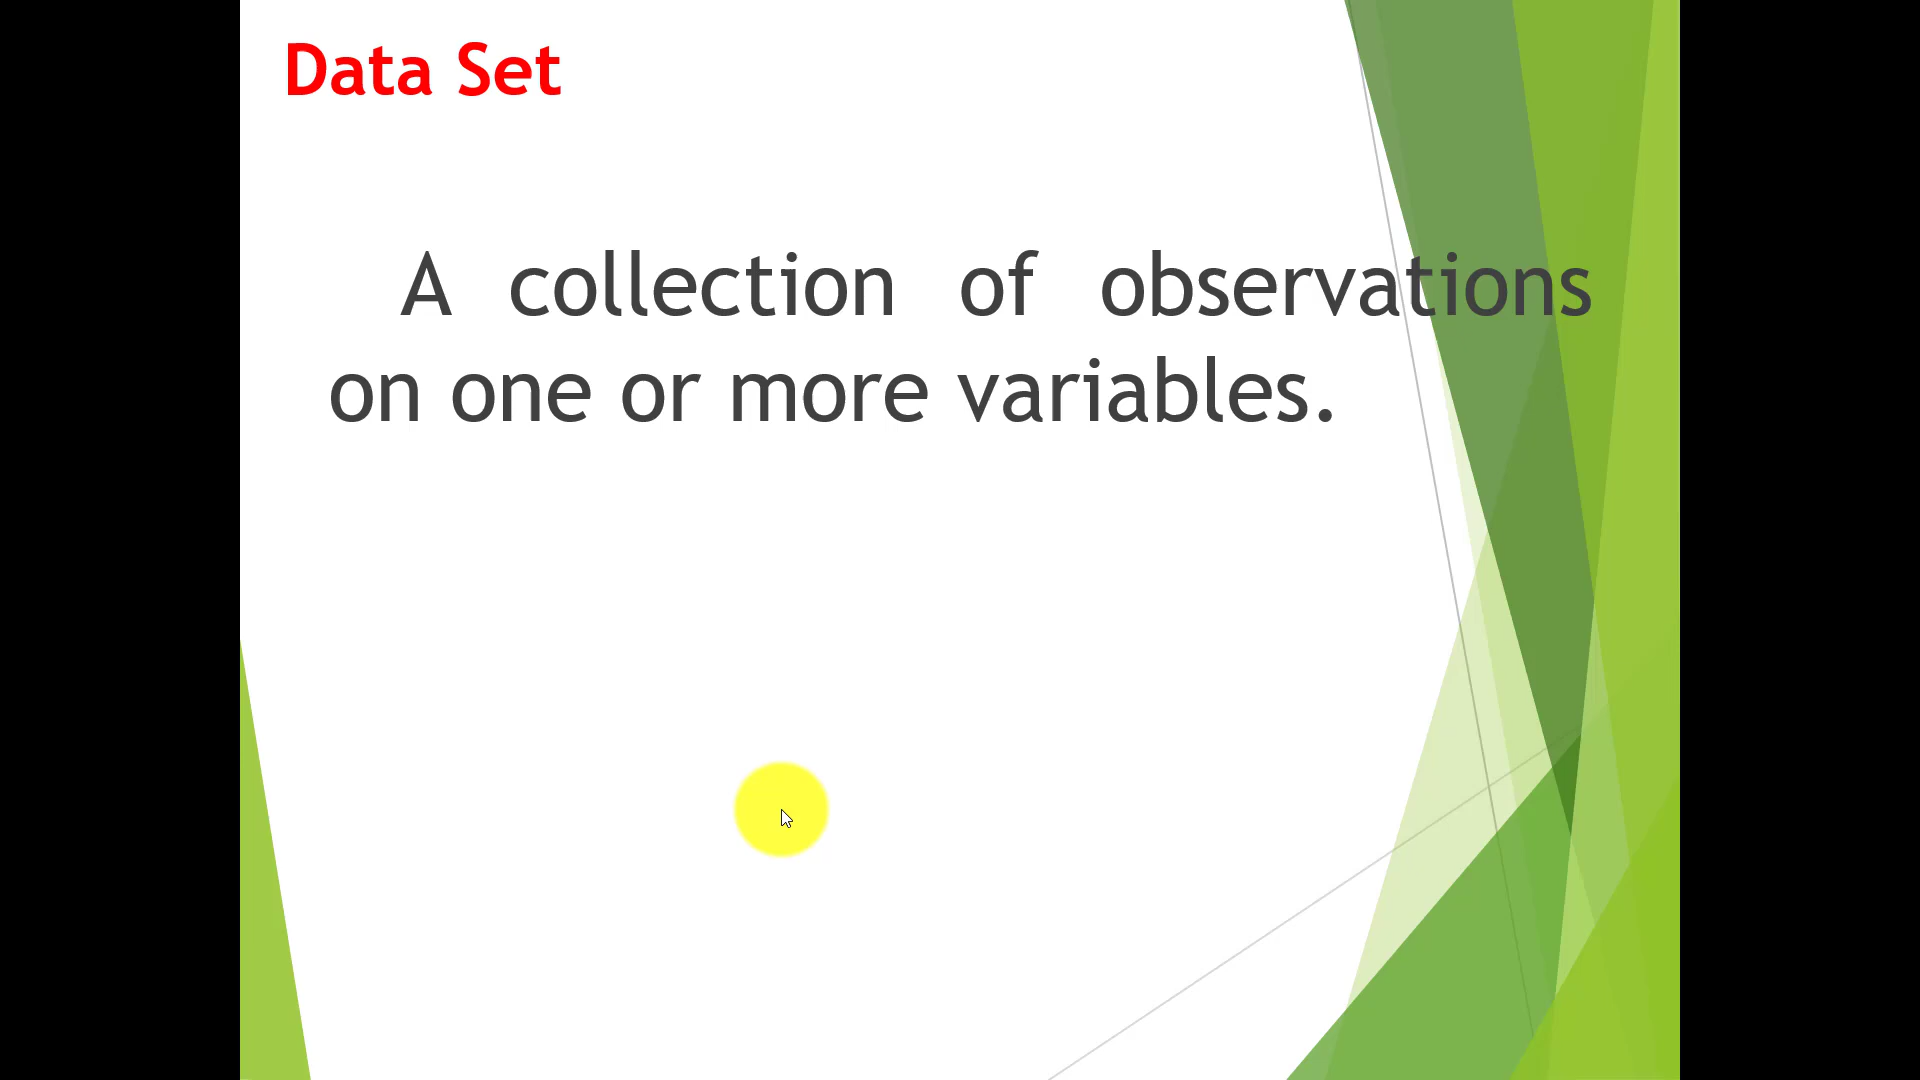 Data Set
A collection of observations
on one or more variables.